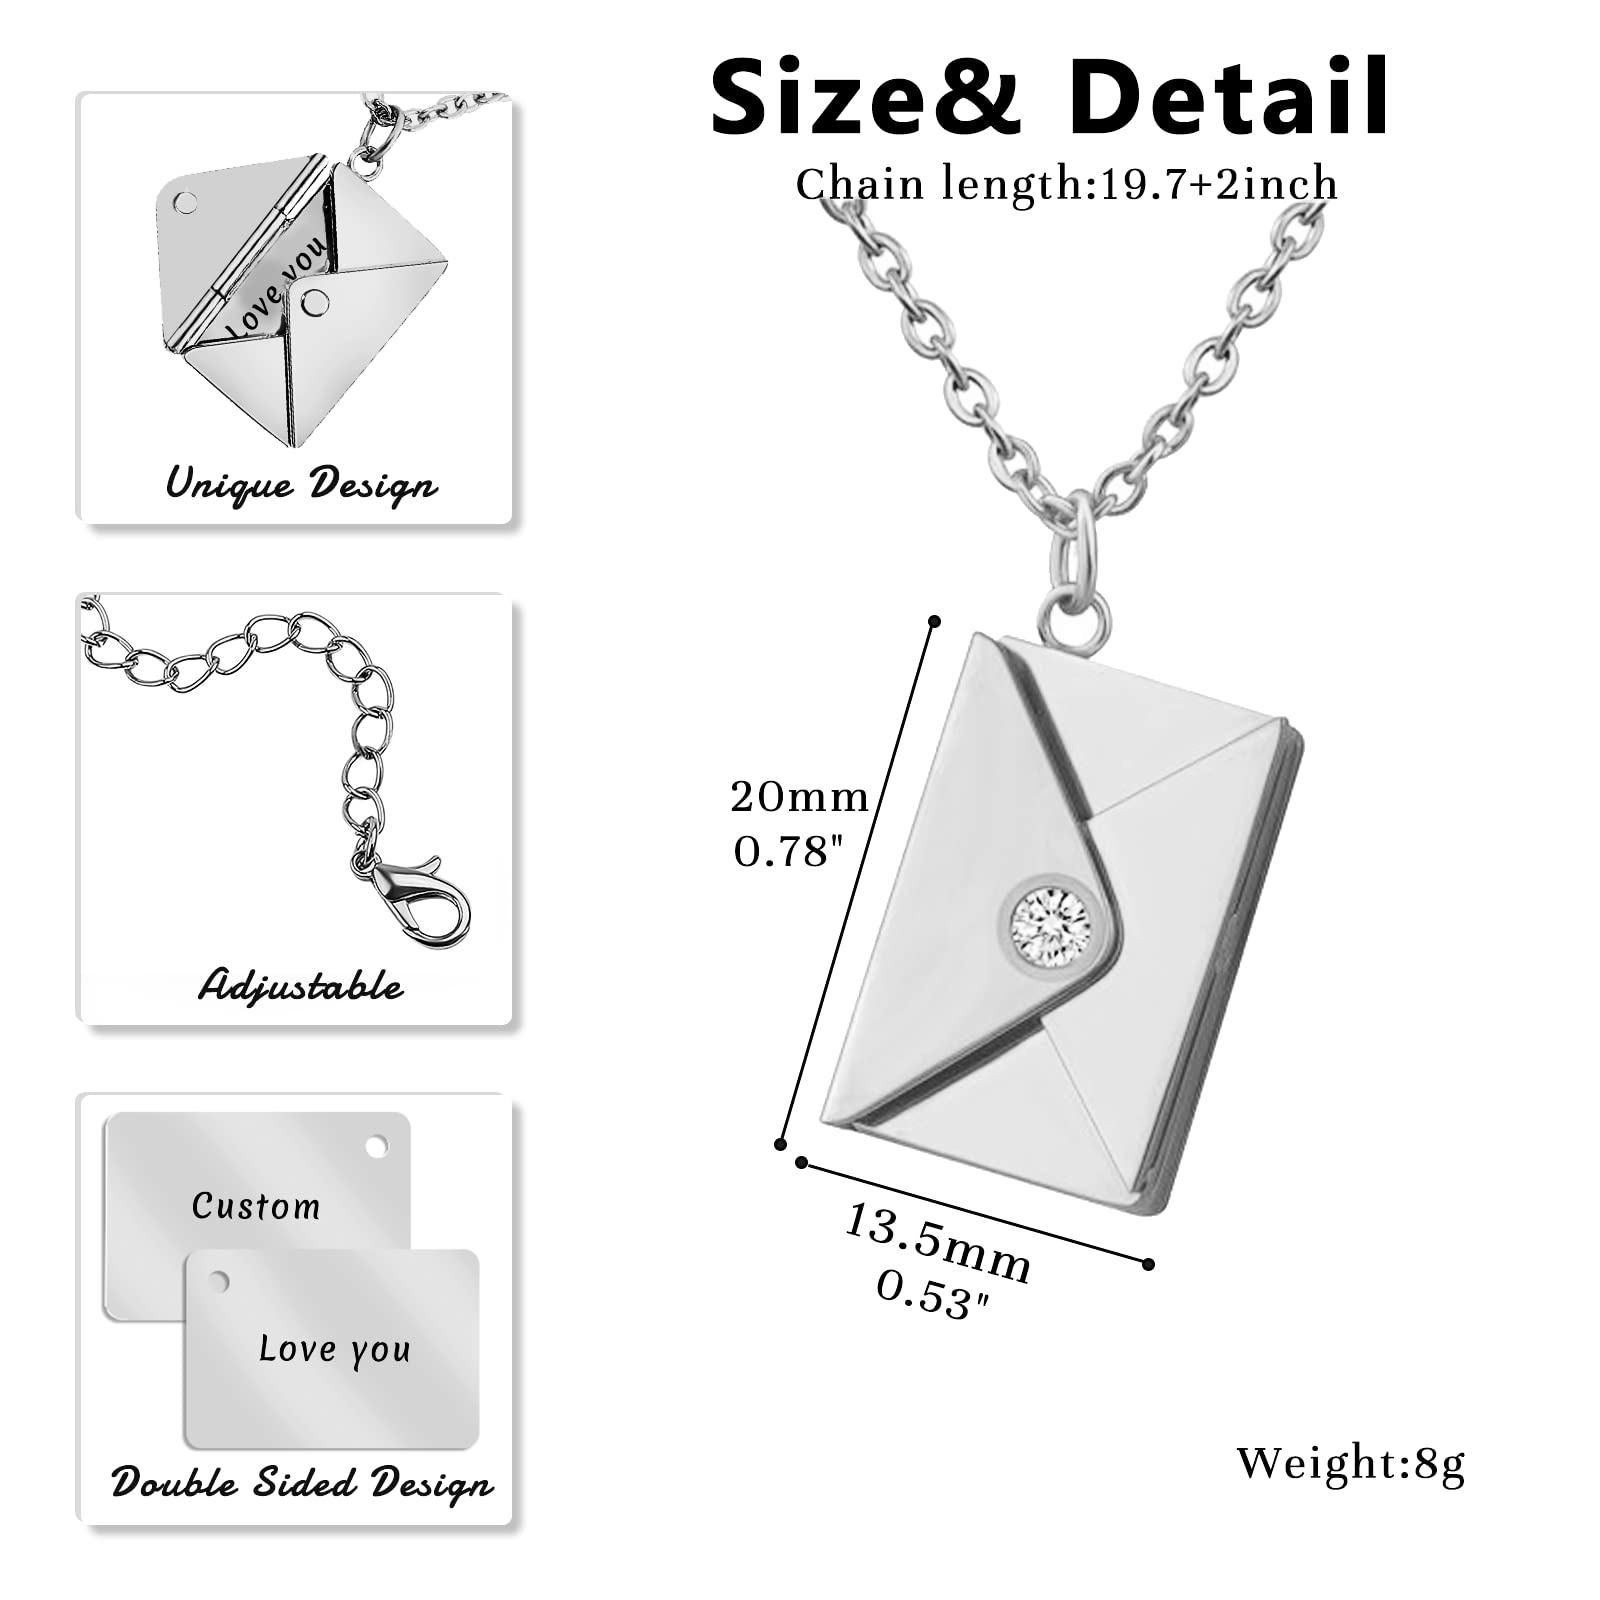 Size& Detail
Chain length:19.7+2inch
Love you
Unique Design
Adjustable
Custom
Love you
Double Sided Design
20mm
0.78"
13.5mm
0.53"
Weight:8g